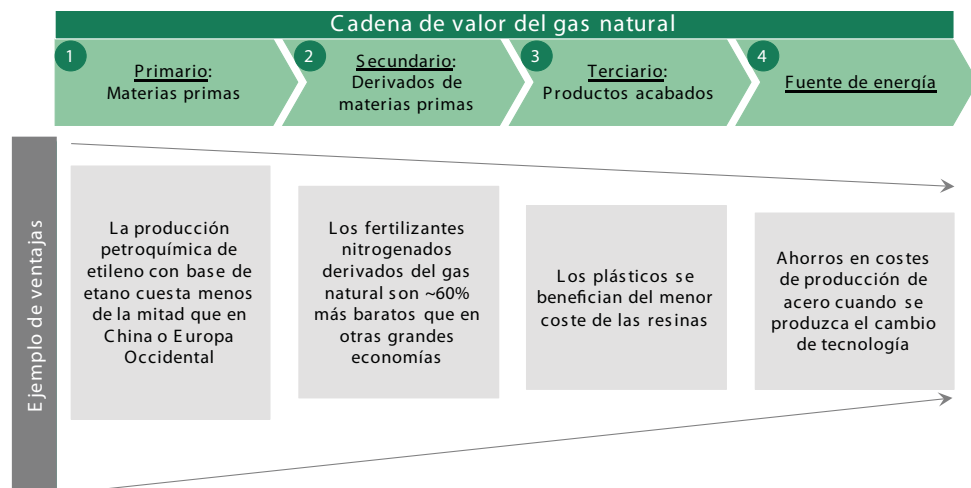 Cadena de valor del gas natural
1
Primario:
Materias primas
2
Secundario:
Derivados de
materias primas
3
Terciario:
Productos acabados
4
Fuente de energía
Ejemplo de ventajas
La producción
petroquímica de
etileno con base de
etano cuesta menos
de la mitad que en
China o Europa
Occidental
Los fertilizantes
nitrogenados
derivados del gas
natural son ~60%
más baratos que en
otras grandes
economías
Los plásticos se
benefician del menor
coste de las resinas
Ahorros en costes
de producción de
acero cuando se
produzca el cambio
de tecnología